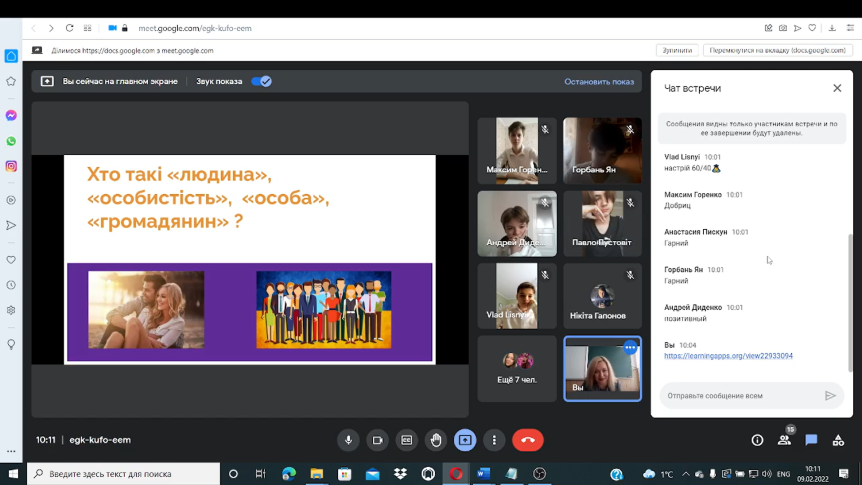 meet.google.com/egk-kufo-eem
Ділимося https://docs.google.com з meet.google.com
Зупинити
Перемкнутися на вкладку (docs.google.com)
Вы сейчас на главном экране
Звук показа
Остановить показ
Хто такі «людина»,
«особистість», «особа»,
«громадянин» ?
Максим Горен...
Горбань Ян
Андрей Диде...
Павло Пустовіт
Vlad Lisnyi
Нікіта Гапонов
Ещё 7 чел.
Вы
Чат встречи
Сообщения видны только участникам встречи и по
ее завершении будут удалены.
Vlad Lisnyi 10:01
настрій 60/40
Максим Горенко 10:01
Добриц
Анастасия Пискун 10:01
Гарний
Горбань Ян 10:01
Гарний
Андрей Диденко 10:01
позитивный
Вы 10:04
https://learningapps.org/view22933094
Отправьте сообщение всем
10:11 | egk-kufo-eem
15
Введите здесь текст для поиска
1°C
ENG
10:11
09.02.2022